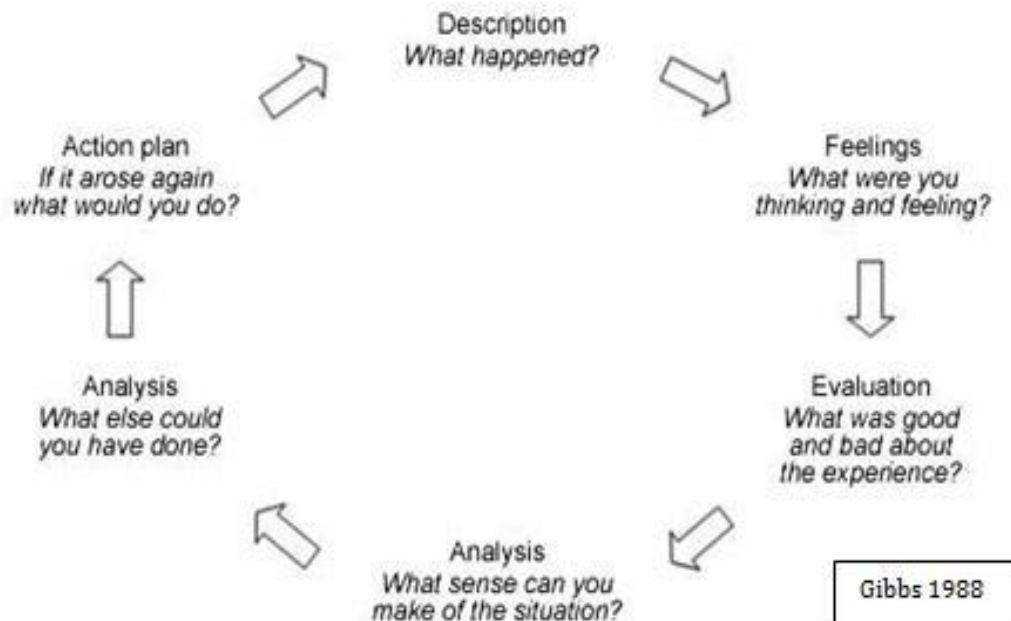 Description
What happened?
Feelings
What were you
thinking and feeling?
Evaluation
What was good
and bad about
the experience?
Analysis
What sense can you
make of the situation?
Analysis
What else could
you have done?
Action plan
If it arose again
what would you do?
Gibbs 1988